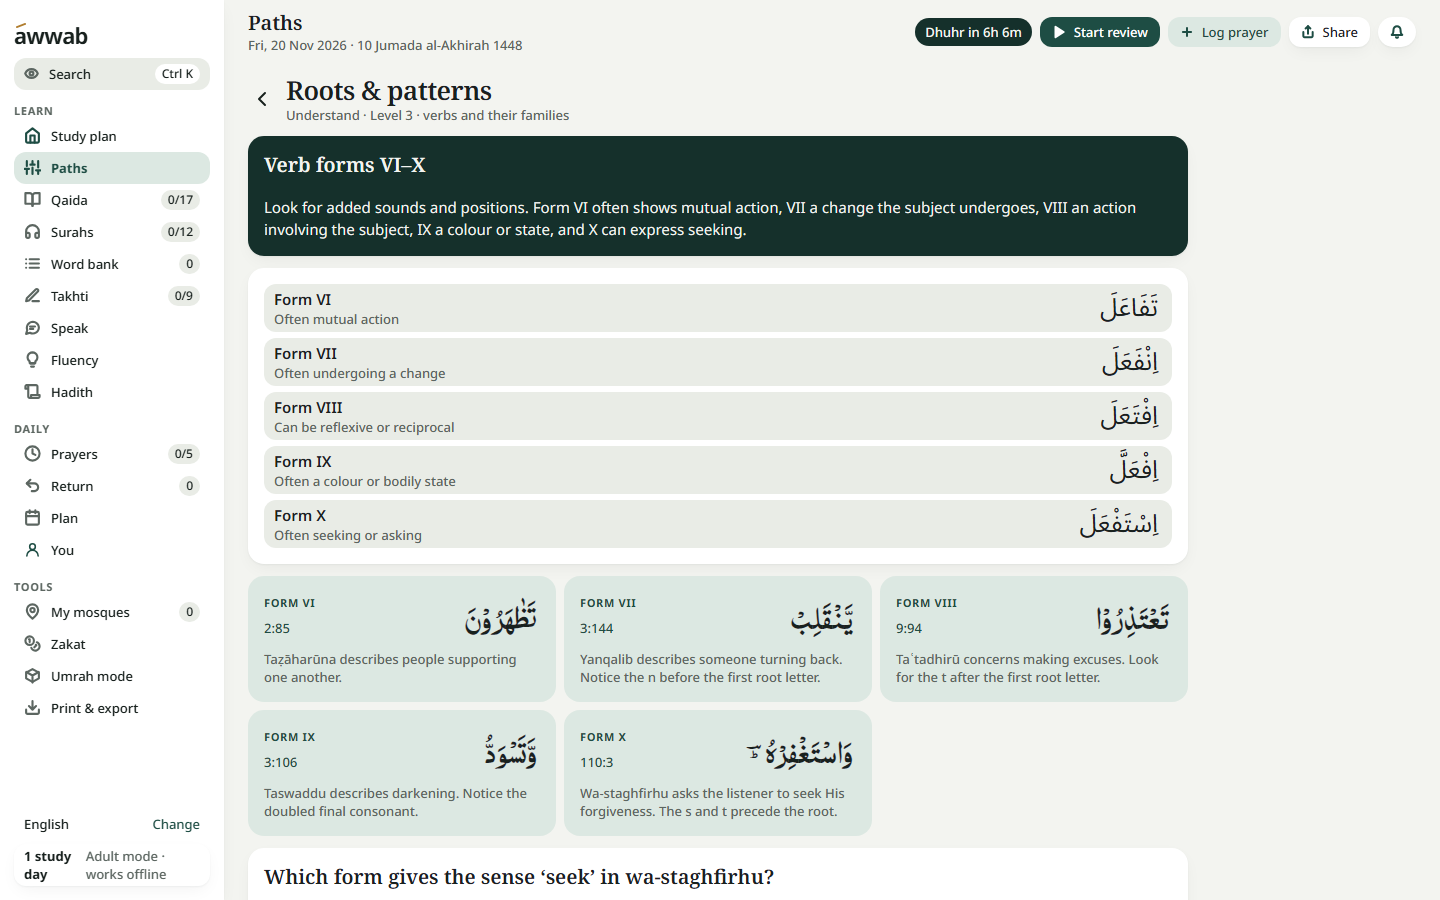 awwab
Search Ctrl K
LEARN
Study plan
Paths
Qaida 0/17
Surahs 0/12
Word bank 0
Takhti 0/9
Speak
Fluency
Hadith
DAILY
Prayers 0/5
Return 0
Plan
You
TOOLS
My mosques 0
Zakat
Umrah mode
Print & export
English Change
1 study day
Adult mode ·
works offline
Paths
Fri, 20 Nov 2026 · 10 Jumada al-Akhirah 1448
Dhuhr in 6h 6m
Start review
Log prayer
Share
Roots & patterns
Understand · Level 3 · verbs and their families
Verb forms VI–X
Look for added sounds and positions. Form VI often shows mutual action, VII a change the subject undergoes, VIII an action
involving the subject, IX a colour or state, and X can express seeking.
Form VI تَفَاعَلَ
Often mutual action
Form VII اِنْفَعَلَ
Often undergoing a change
Form VIII اِفْتَعَلَ
Can be reflexive or reciprocal
Form IX اِفْعَلَّ
Often a colour or bodily state
Form X اِسْتَفْعَلَ
Often seeking or asking
FORM VI
2:85
تَظٰهَرُوْنَ
Taẓāharūna describes people supporting
one another.
FORM VII
3:144
يَّنْقَلِبْ
Yanqalib describes someone turning back.
Notice the n before the first root letter.
FORM VIII
9:94
تَعْتَذِرُوْا
Taʿtadhirū concerns making excuses. Look
for the t after the first root letter.
FORM IX
3:106
وَّتَسْوَدُّ
Taswaddu describes darkening. Notice the
doubled final consonant.
FORM X
110:3
وَاسْتَغْفِرْهُ ؔؕ
Wa-staghfirhu asks the listener to seek His
forgiveness. The s and t precede the root.
Which form gives the sense ‘seek’ in wa-staghfirhu?